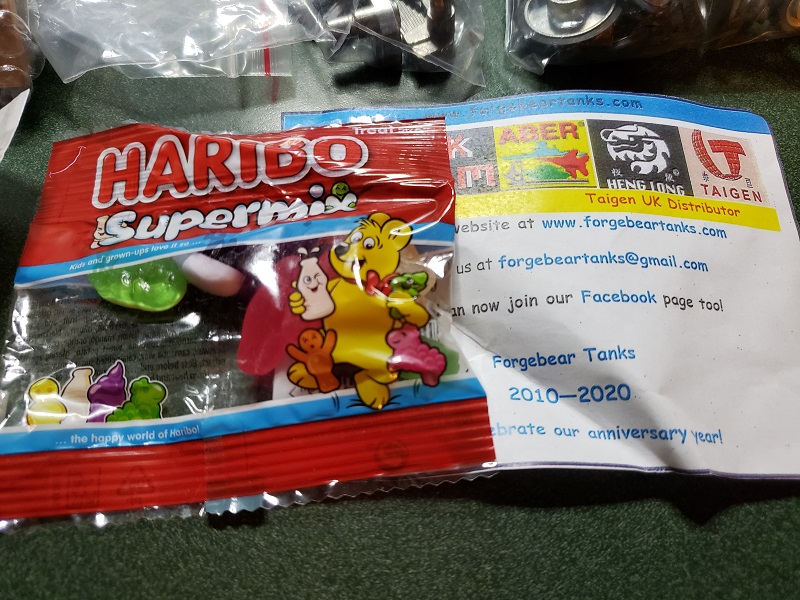 Treat
HARIBO
Supermix
Kids and grown-ups love it so ...
... the happy world of Haribo!
www.forgebeartanks.com
K
ABER
HENG LONG
TAIGEN
Taigen UK Distributor
website at www.forgebeartanks.com
us at forgebeartanks@gmail.com
an now join our Facebook page too!
Forgebear Tanks
2010—2020
ebrate our anniversary year!